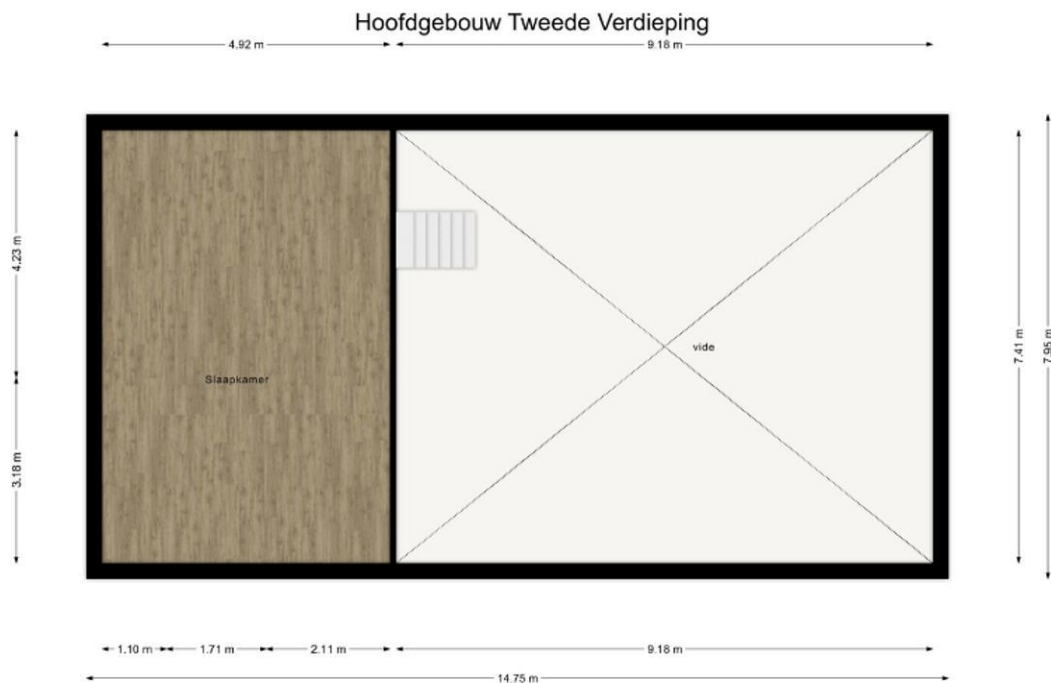 Hoofdgebouw Tweede Verdieping
4.92 m
9.18 m
4.23 m
3.18 m
Slaapkamer
vide
7.41 m
7.95 m
1.10 m
1.71 m
2.11 m
9.18 m
14.75 m